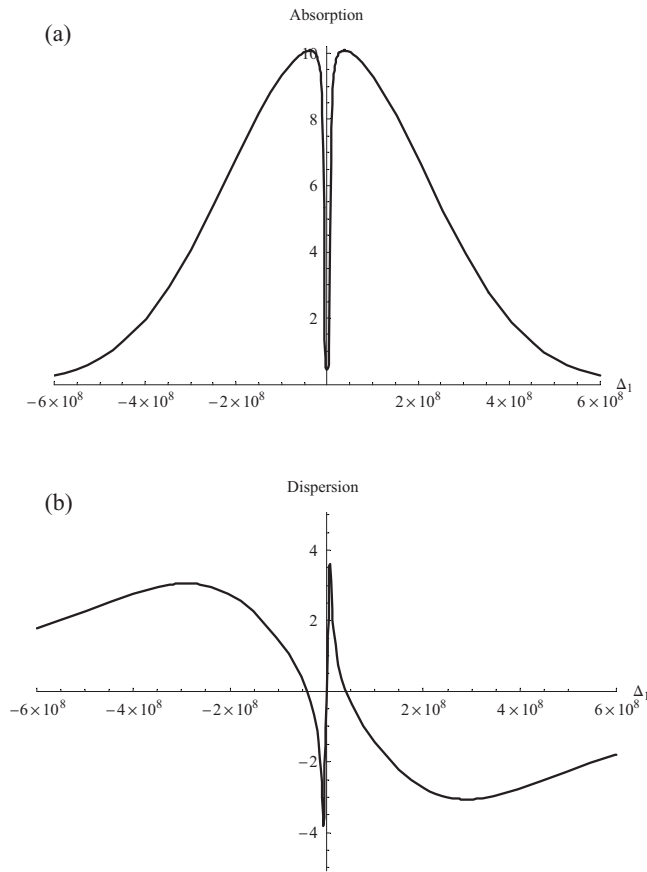 Absorption
(a)
10
8
6
4
2
−6×10⁸ −4×10⁸ −2×10⁸ 2×10⁸ 4×10⁸ 6×10⁸ Δ₁
Dispersion
(b)
4
2
−6×10⁸ −4×10⁸ −2×10⁸ 2×10⁸ 4×10⁸ 6×10⁸ Δ₁
−2
−4